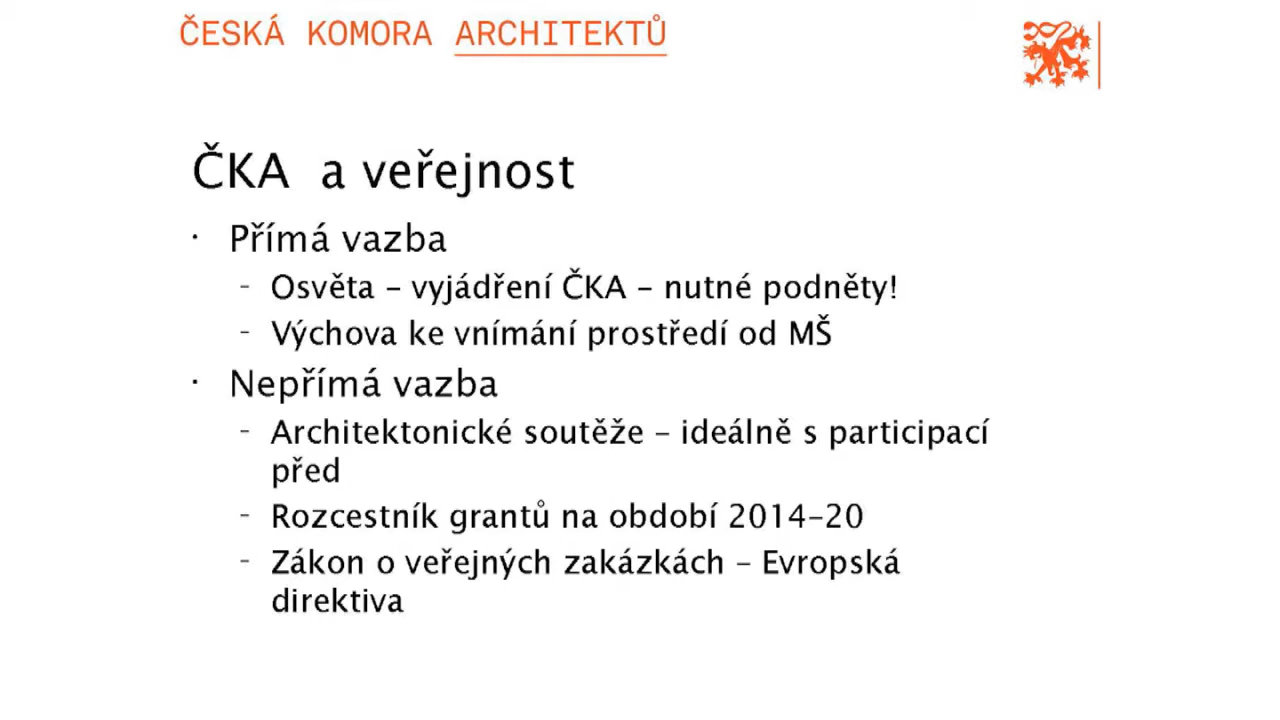 ČESKÁ KOMORA ARCHITEKTŮ
ČKA a veřejnost
· Přímá vazba
- Osvěta – vyjádření ČKA – nutné podněty!
- Výchova ke vnímání prostředí od MŠ
· Nepřímá vazba
- Architektonické soutěže – ideálně s participací
před
- Rozcestník grantů na období 2014–20
- Zákon o veřejných zakázkách – Evropská
direktiva